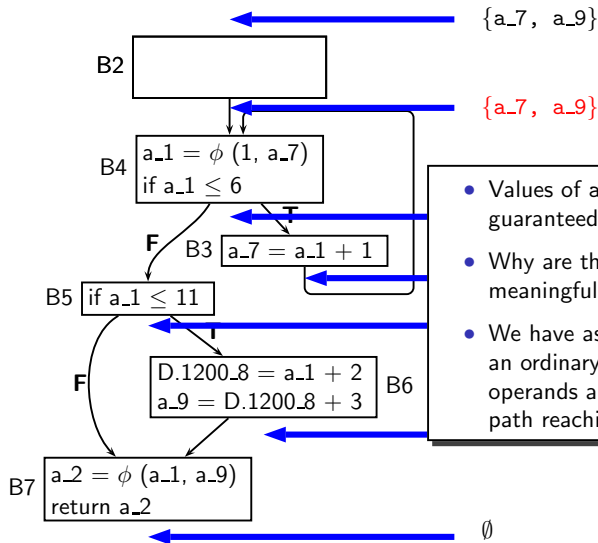 {a_7, a_9}
B2
{a_7, a_9}
B4
a_1 = ϕ (1, a_7)
if a_1 ≤ 6
• Values of a
guaranteed
T
F
B3
a_7 = a_1 + 1
• Why are th
meaningful
B5
if a_1 ≤ 11
• We have as
an ordinary
operands a
path reachi
T
F
D.1200_8 = a_1 + 2
a_9 = D.1200_8 + 3
B6
B7
a_2 = ϕ (a_1, a_9)
return a_2
∅